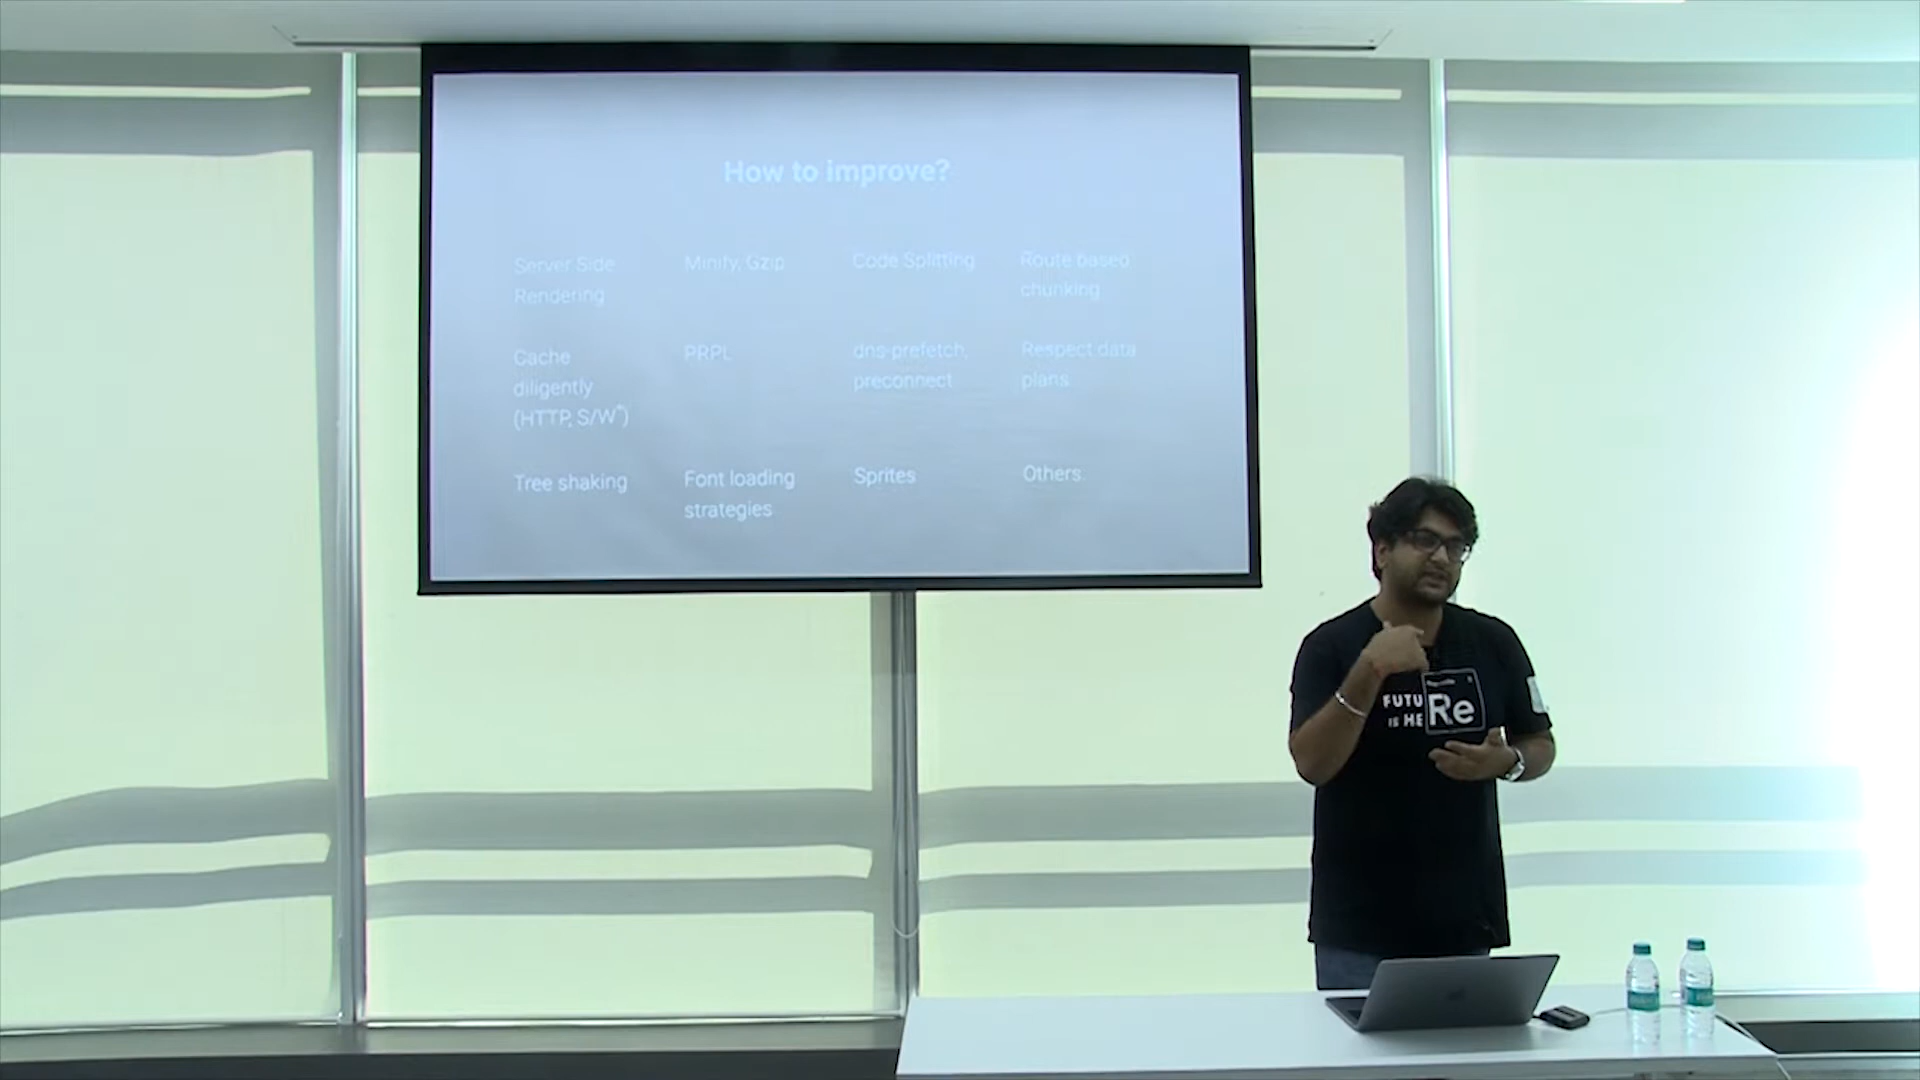 How to improve?
Server Side
Rendering
Minify, Gzip
Code Splitting
Route based
chunking
Cache
diligently
(HTTP, S/W*)
PRPL
dns-prefetch,
preconnect
Respect data
plans
Tree shaking
Font loading
strategies
Sprites
Others.
FUTU
IS HE
Re